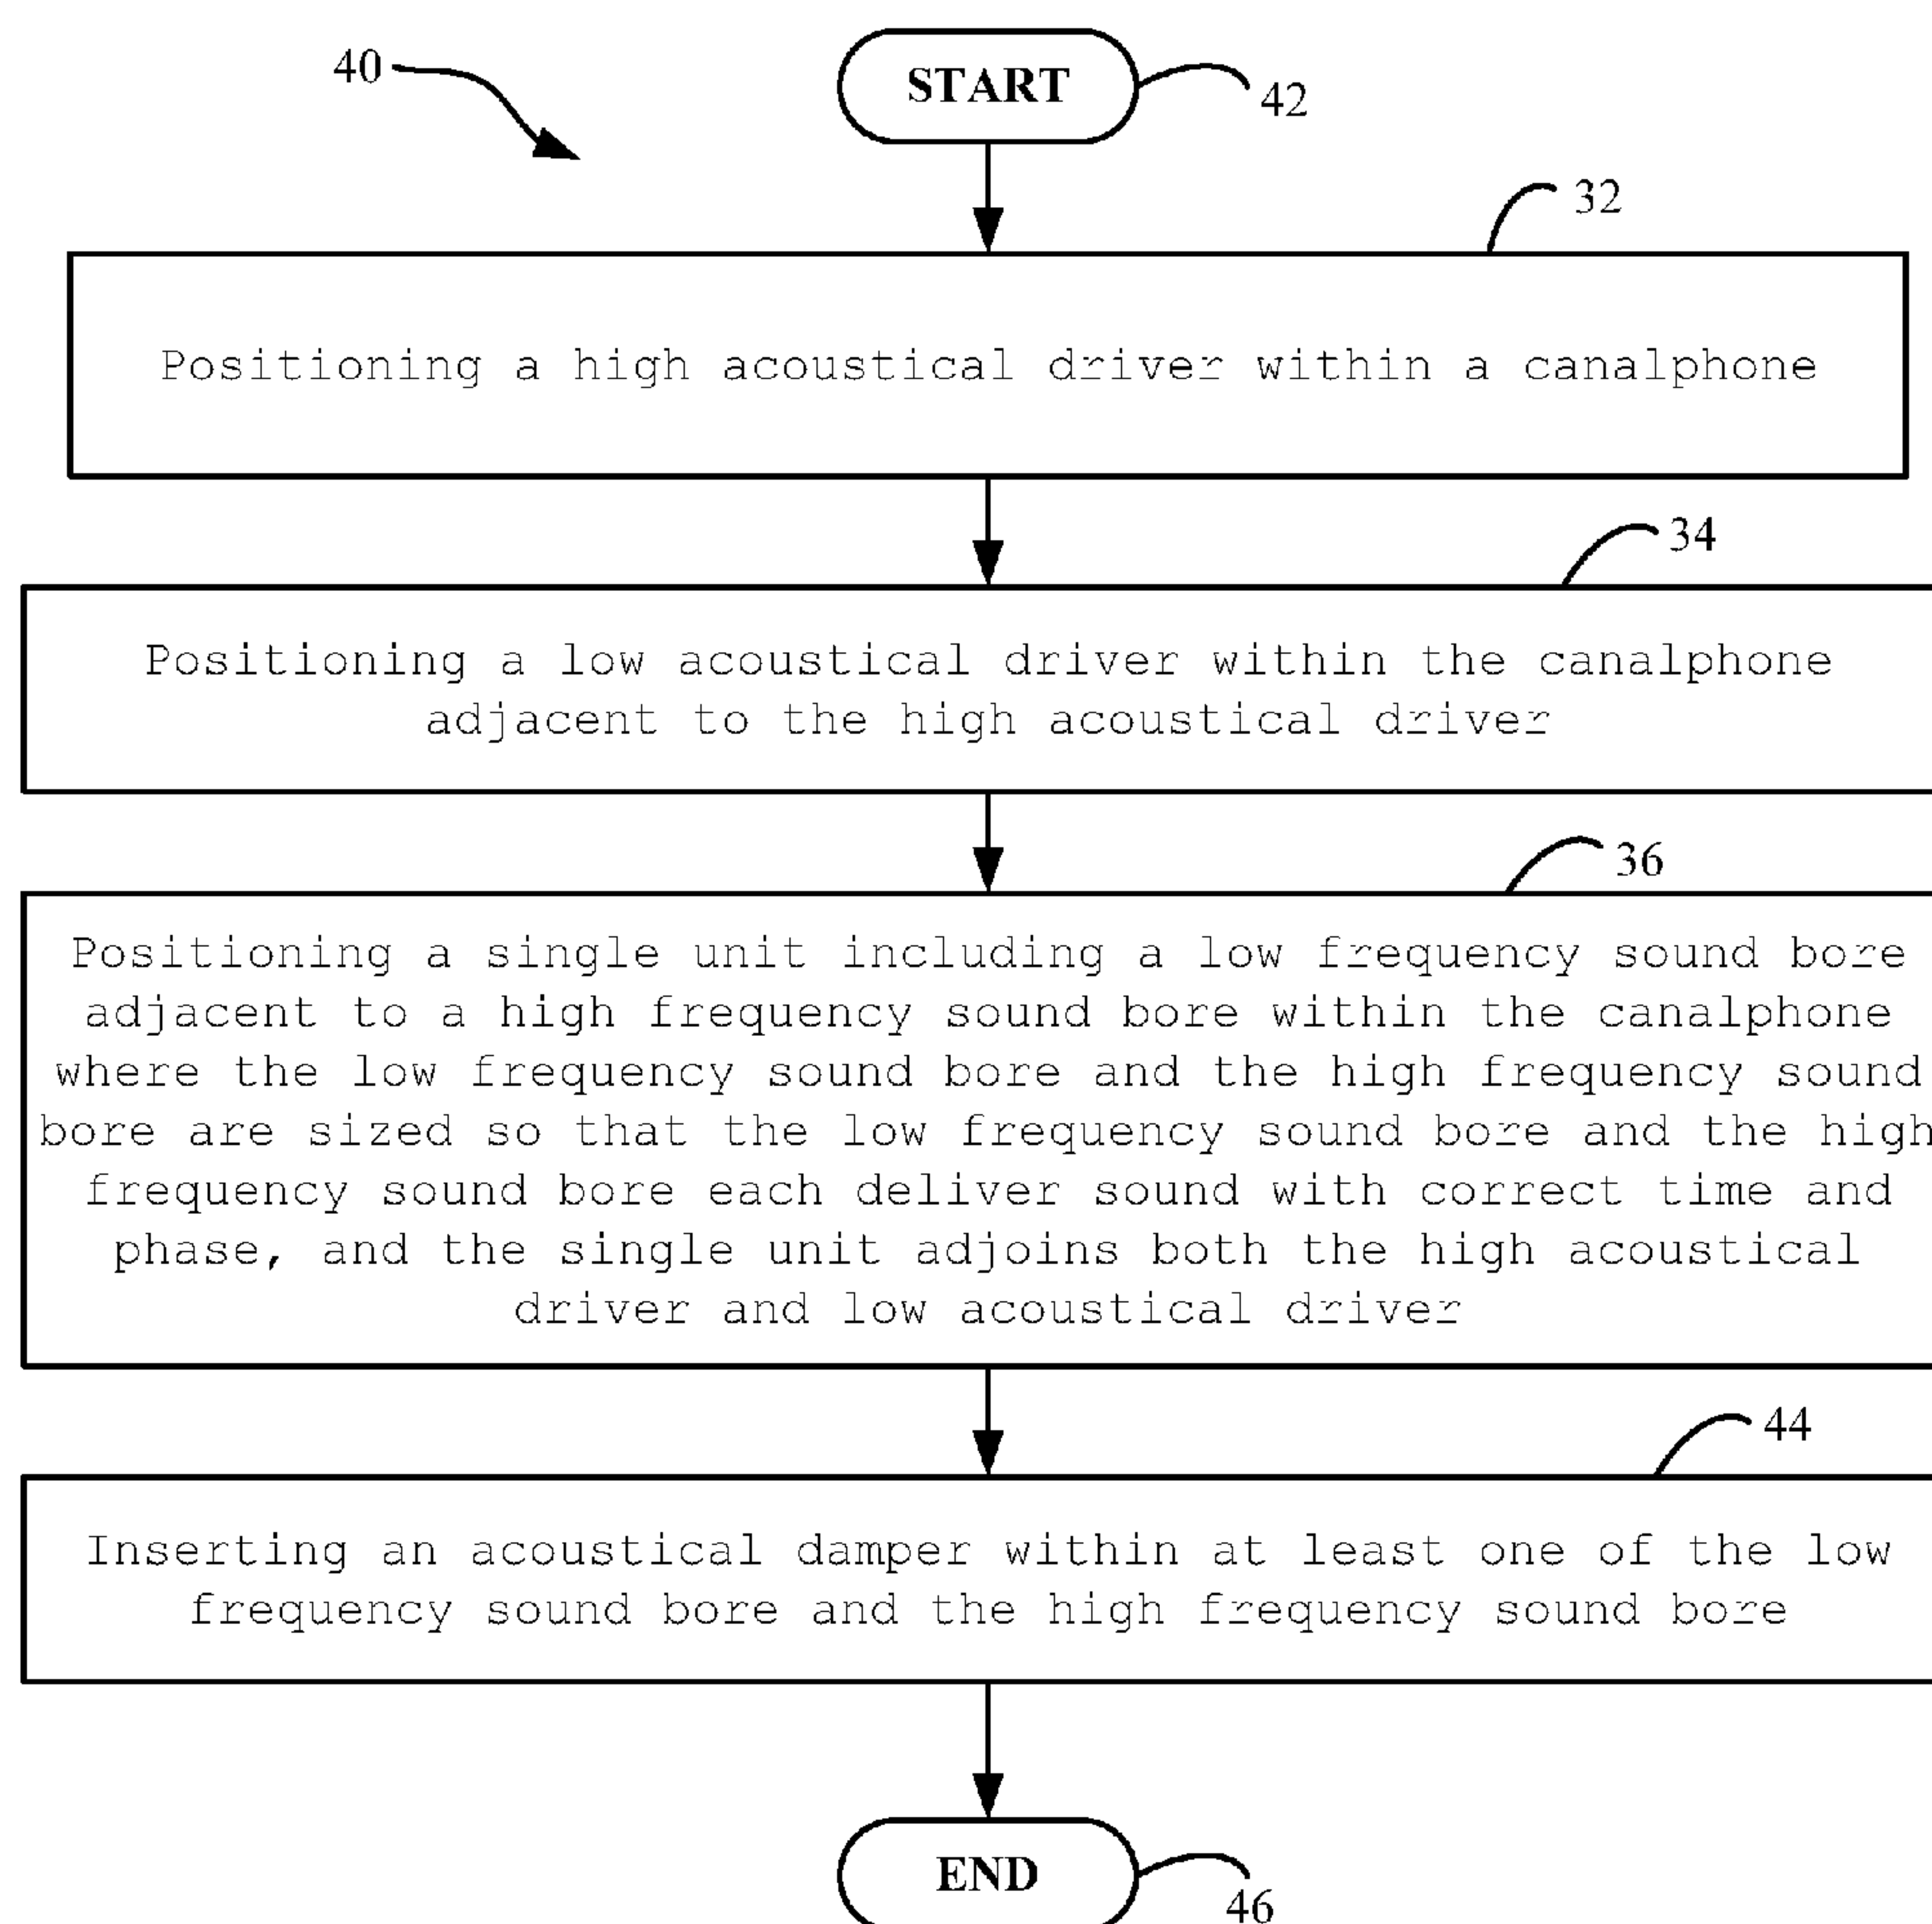 40
START
42
32
Positioning a high acoustical driver within a canalphone
34
Positioning a low acoustical driver within the canalphone
adjacent to the high acoustical driver
36
Positioning a single unit including a low frequency sound bore
adjacent to a high frequency sound bore within the canalphone
where the low frequency sound bore and the high frequency sound
bore are sized so that the low frequency sound bore and the high
frequency sound bore each deliver sound with correct time and
phase, and the single unit adjoins both the high acoustical
driver and low acoustical driver
44
Inserting an acoustical damper within at least one of the low
frequency sound bore and the high frequency sound bore
END
46